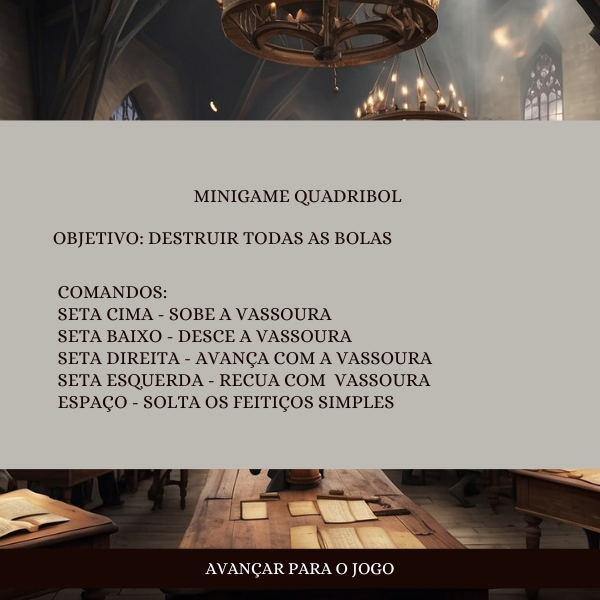 MINIGAME QUADRIBOL
OBJETIVO: DESTRUIR TODAS AS BOLAS
COMANDOS:
SETA CIMA - SOBE A VASSOURA
SETA BAIXO - DESCE A VASSOURA
SETA DIREITA - AVANÇA COM A VASSOURA
SETA ESQUERDA - RECUA COM VASSOURA
ESPAÇO - SOLTA OS FEITIÇOS SIMPLES
AVANÇAR PARA O JOGO